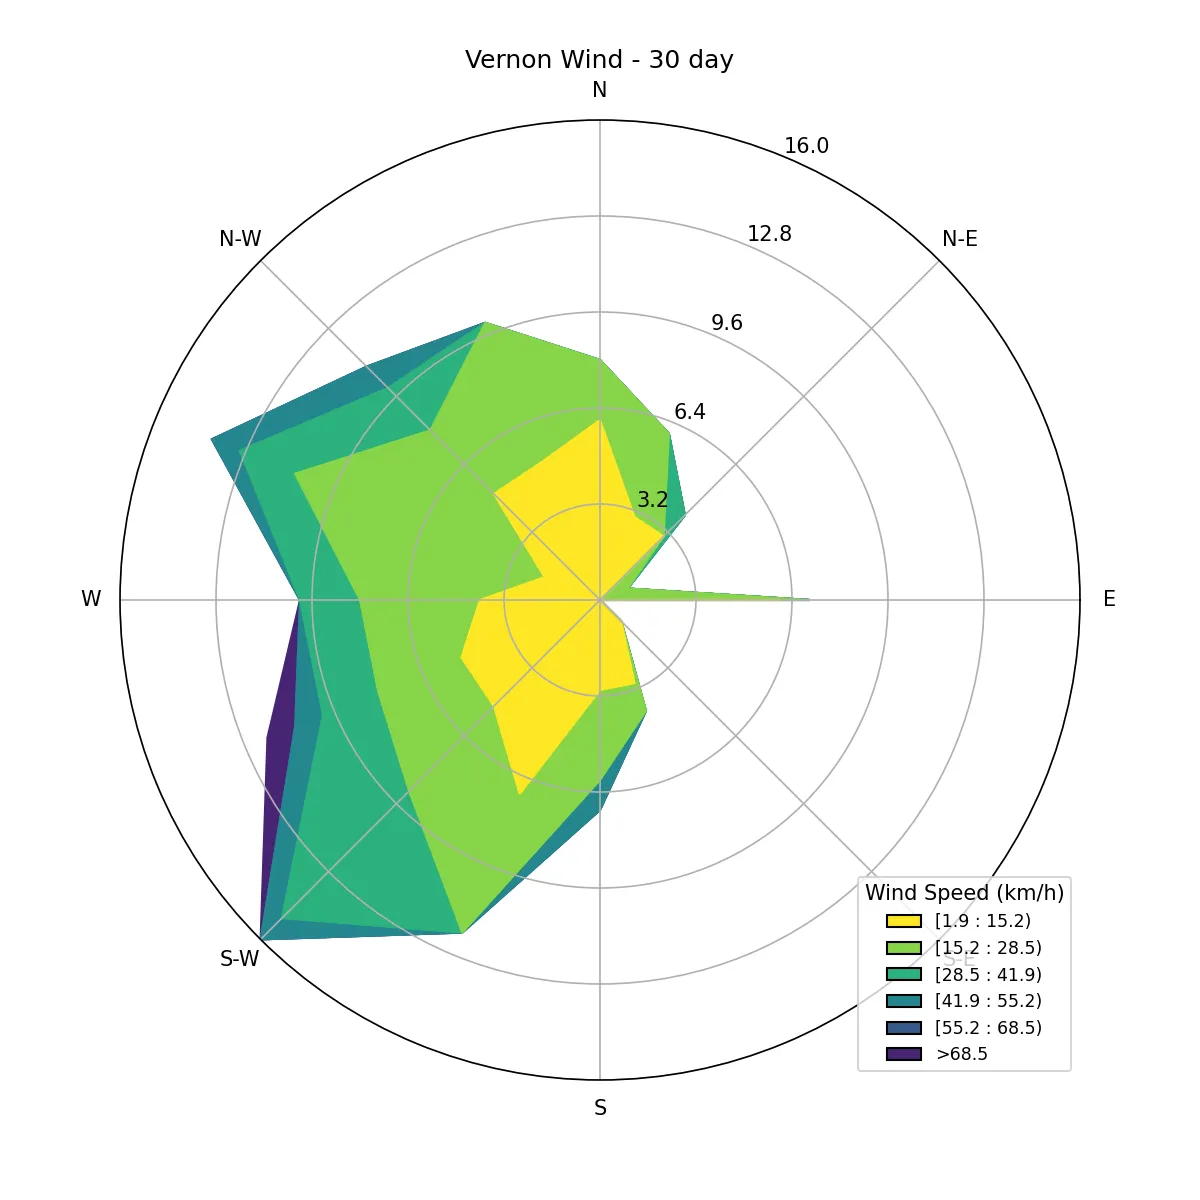 Vernon Wind - 30 day
N
16.0
N-W
12.8
N-E
9.6
6.4
3.2
W
E
Wind Speed (km/h)
[1.9 : 15.2)
[15.2 : 28.5)
S-W
S-E
[28.5 : 41.9)
[41.9 : 55.2)
[55.2 : 68.5)
>68.5
S